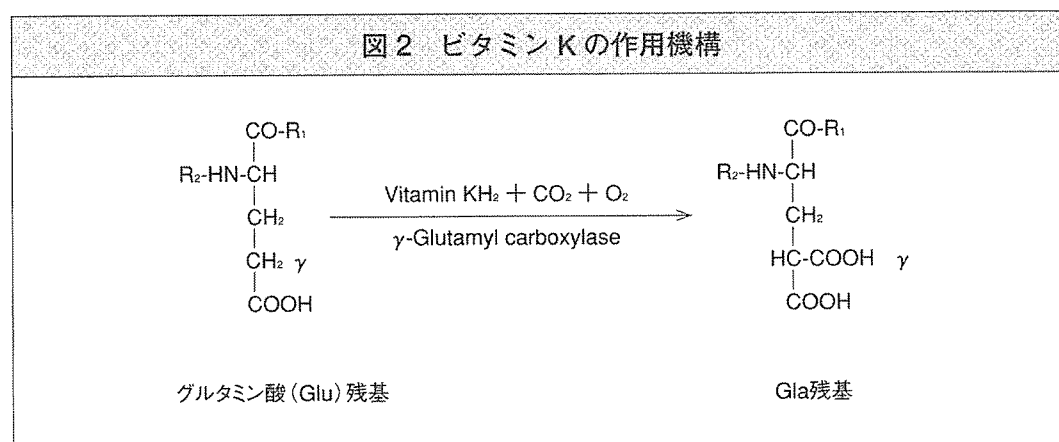 図2 ビタミンKの作用機構
CO-R₁
R₂-HN-CH
CH₂
CH₂ γ
COOH
グルタミン酸(Glu)残基
Vitamin KH₂+CO₂+O₂
γ-Glutamyl carboxylase
CO-R₁
R₂-HN-CH
CH₂
HC-COOH γ
COOH
Gla残基